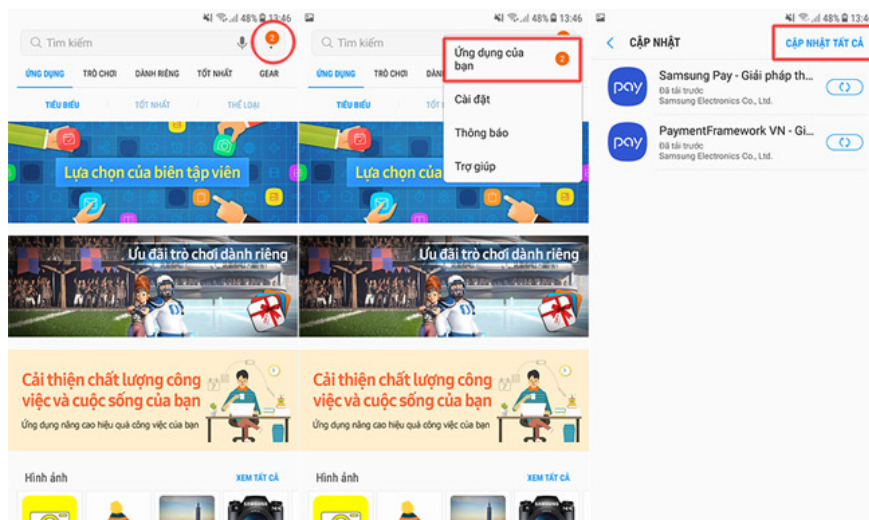 48% 13:46
Tìm kiếm
2
ỨNG DỤNG TRÒ CHƠI DÀNH RIÊNG TỐT NHẤT GEAR
TIÊU BIỂU TỐT NHẤT THỂ LOẠI
Lựa chọn của biên tập viên
Ưu đãi trò chơi dành riêng
Cải thiện chất lượng công
việc và cuộc sống của bạn
Ứng dụng nâng cao hiệu quả công việc của bạn
Hình ảnh XEM TẤT CẢ
SAMSUNG
48% 13:46
Tìm kiếm
Ứng dụng của
bạn
2
Cài đặt
Thông báo
Trợ giúp
ỨNG DỤNG TRÒ CHƠI DÀN
TIÊU BIỂU TỐT
Lựa chọn của
Ưu đãi trò chơi dành riêng
Cải thiện chất lượng công
việc và cuộc sống của bạn
Ứng dụng nâng cao hiệu quả công việc của bạn
Hình ảnh XEM TẤT CẢ
SAMSUNG
48% 13:46
CẬP NHẬT CẬP NHẬT TẤT CẢ
pay
Samsung Pay - Giải pháp th...
Đã tải trước
Samsung Electronics Co., Ltd.
pay
PaymentFramework VN - Gi...
Đã tải trước
Samsung Electronics Co., Ltd.